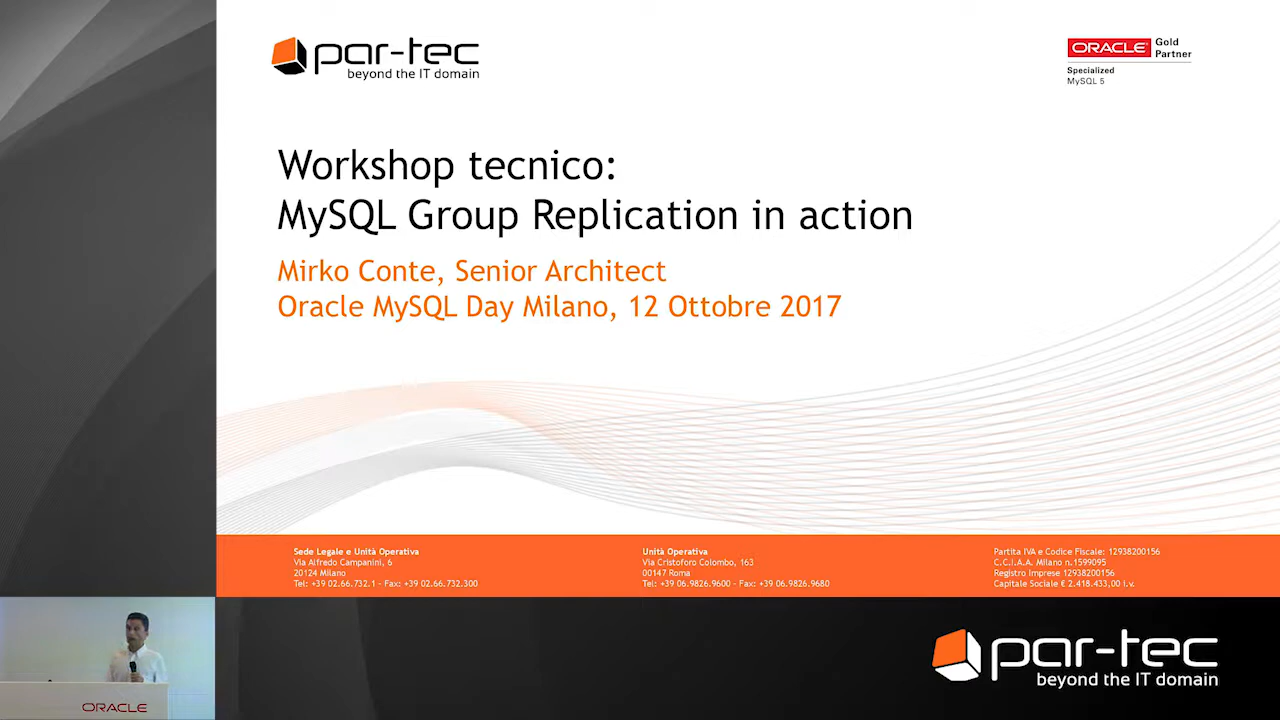 par-tec
beyond the IT domain
ORACLE Gold
Partner
Specialized
MySQL 5
Workshop tecnico:
MySQL Group Replication in action
Mirko Conte, Senior Architect
Oracle MySQL Day Milano, 12 Ottobre 2017
Sede Legale e Unità Operativa
Via Alfredo Campanini, 6
20124 Milano
Tel: +39 02.66.732.1 - Fax: +39 02.66.732.300
Unità Operativa
Via Cristoforo Colombo, 163
00147 Roma
Tel: +39 06.9826.9600 - Fax: +39 06.9826.9680
Partita IVA e Codice Fiscale: 12938200156
C.C.I.A.A. Milano n.1599095
Registro Imprese 12938200156
Capitale Sociale € 2.418.433,00 i.v.
ORACLE
par-tec
beyond the IT domain